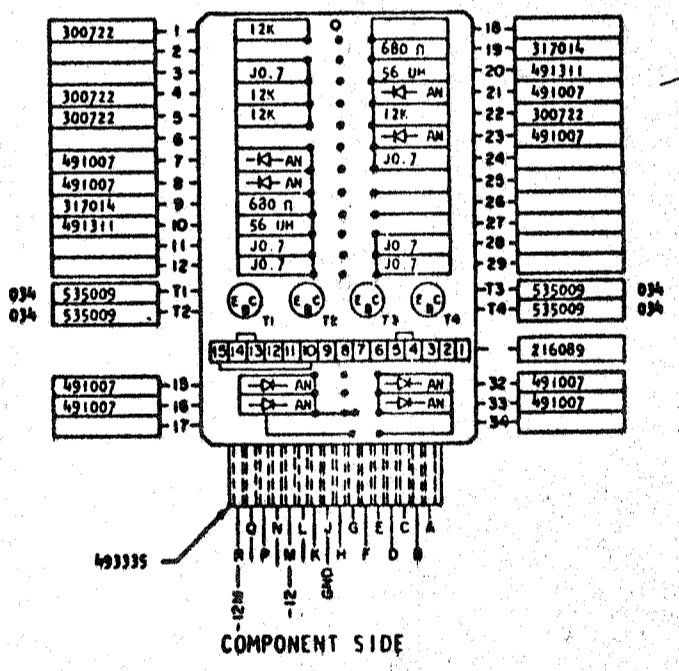 300722 1 12K 18
2 680 Ω 19 317014
3 J0.7 56 UH 20 491311
300722 4 12K AN 21 491007
300722 5 12K 12K 22 300722
6 AN 23 491007
491007 7 AN J0.7 24
491007 8 AN 25
317014 9 680 Ω 26
491311 10 56 UH 27
11 J0.7 J0.7 28
12 J0.7 J0.7 29
034 535009 T1 E B C E B C E B C E B C T3 535009 034
034 535009 T2 T1 T2 T3 T4 T4 535009 034
15 14 13 12 11 10 9 8 7 6 5 4 3 2 1 216089
491007 15 AN AN 32 491007
491007 16 AN AN 33 491007
17 34
Q N L J G E C A
R P M K H F D B
493335
-12M -12 GND
COMPONENT SIDE